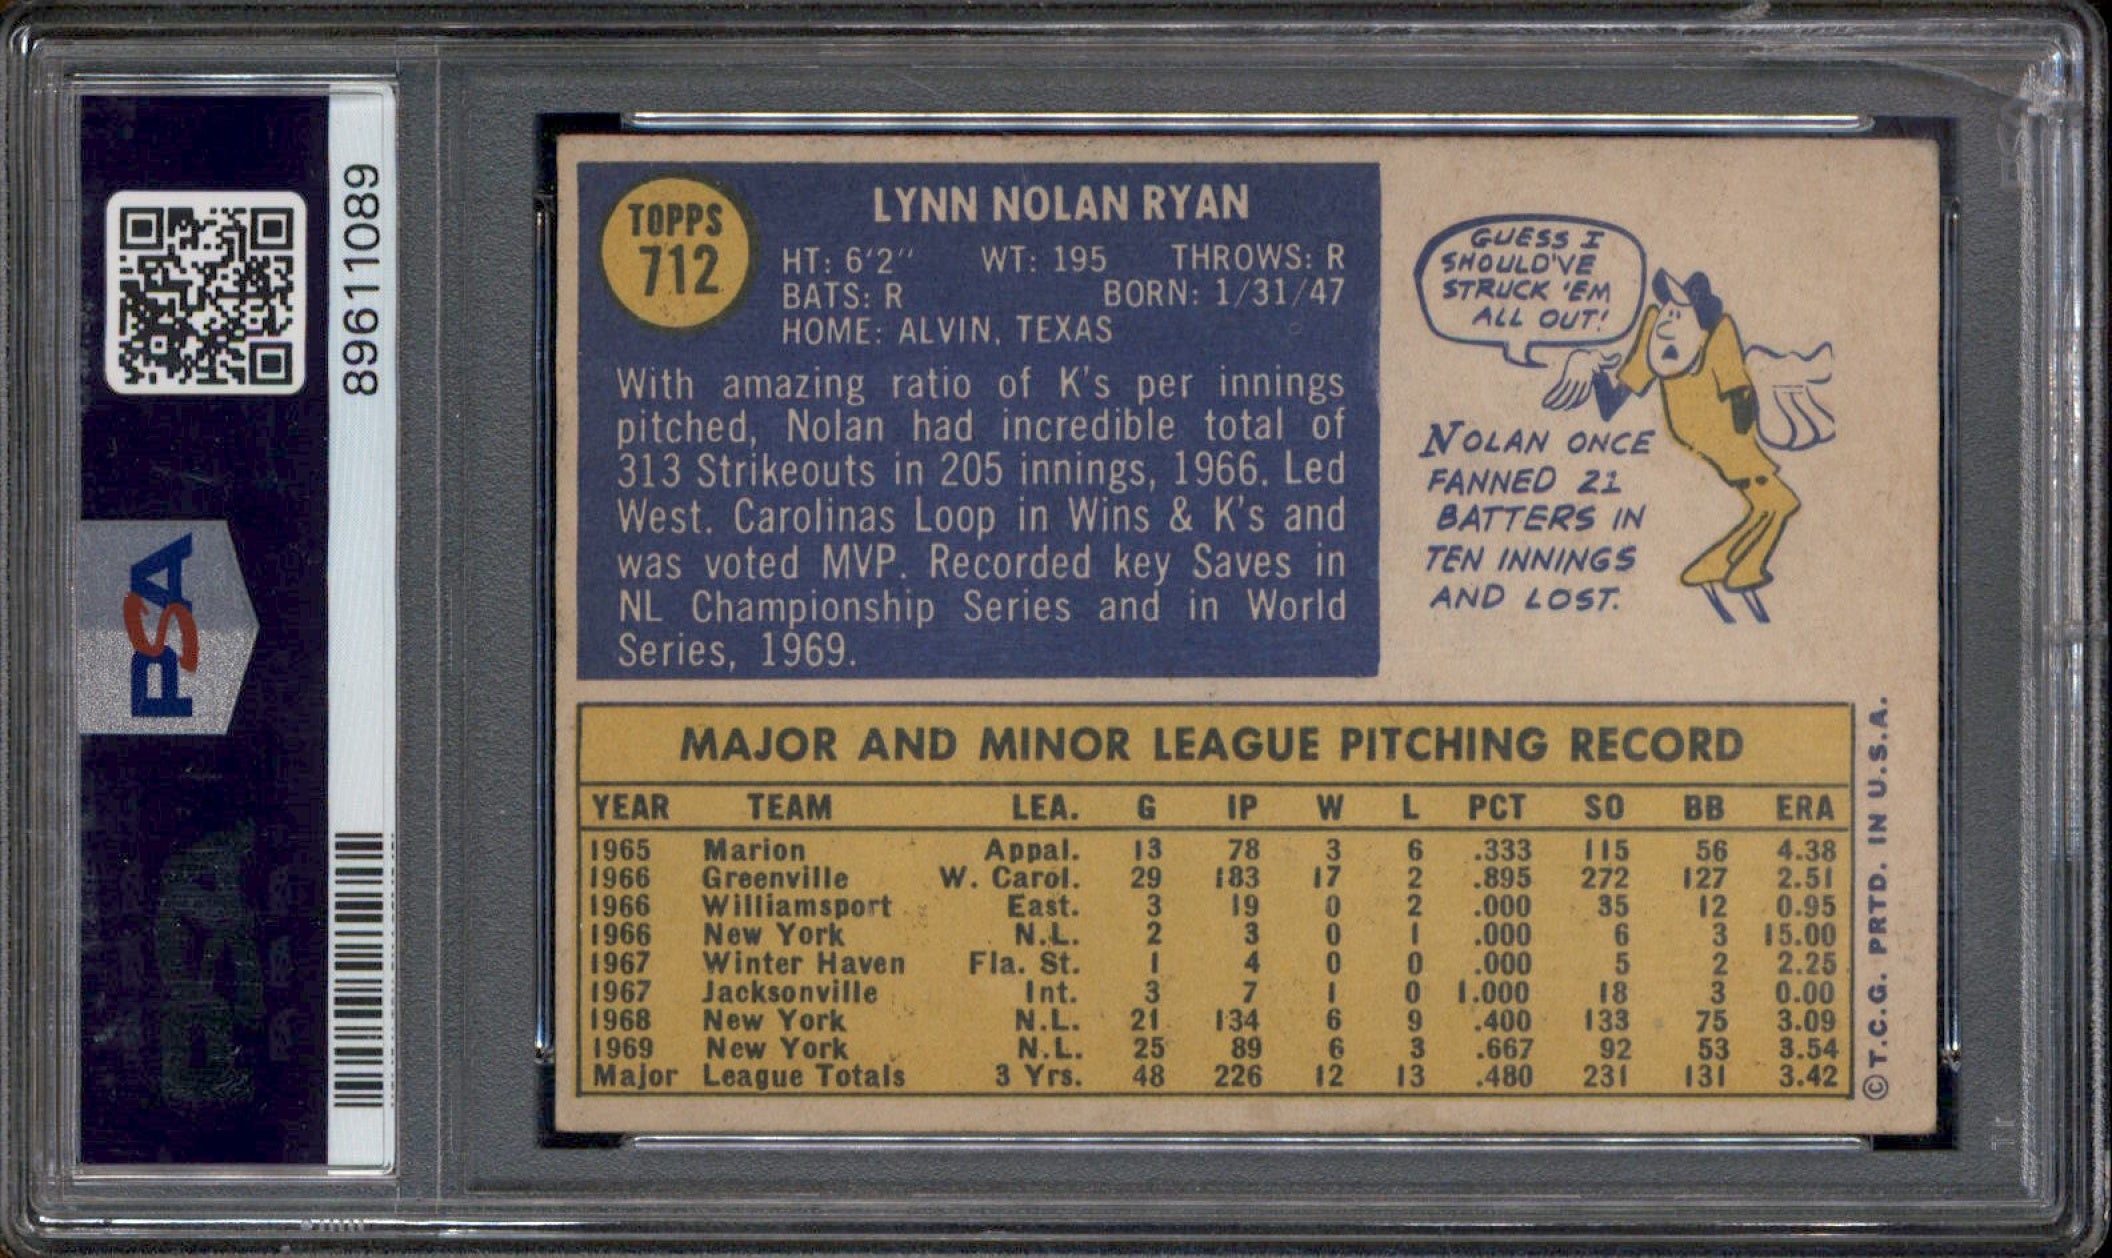 89611089
PSA
TOPPS
712
LYNN NOLAN RYAN
HT: 6'2" WT: 195 THROWS: R
BATS: R BORN: 1/31/47
HOME: ALVIN, TEXAS
With amazing ratio of K's per innings
pitched, Nolan had incredible total of
313 Strikeouts in 205 innings, 1966. Led
West. Carolinas Loop in Wins & K's and
was voted MVP. Recorded key Saves in
NL Championship Series and in World
Series, 1969.
GUESS I
SHOULD'VE
STRUCK 'EM
ALL OUT!
NOLAN ONCE
FANNED 21
BATTERS IN
TEN INNINGS
AND LOST.
MAJOR AND MINOR LEAGUE PITCHING RECORD
YEAR TEAM LEA. G IP W L PCT SO BB ERA
1965 Marion Appal. 13 78 3 6 .333 115 56 4.38
1966 Greenville W. Carol. 29 183 17 2 .895 272 127 2.51
1966 Williamsport East. 3 19 0 2 .000 35 12 0.95
1966 New York N.L. 2 3 0 1 .000 6 3 15.00
1967 Winter Haven Fla. St. 1 4 0 0 .000 5 2 2.25
1967 Jacksonville Int. 3 7 1 0 1.000 18 3 0.00
1968 New York N.L. 21 134 6 9 .400 133 75 3.09
1969 New York N.L. 25 89 6 3 .667 92 53 3.54
Major League Totals 3 Yrs. 48 226 12 13 .480 231 131 3.42
©T.C.G. PRTD. IN U.S.A.